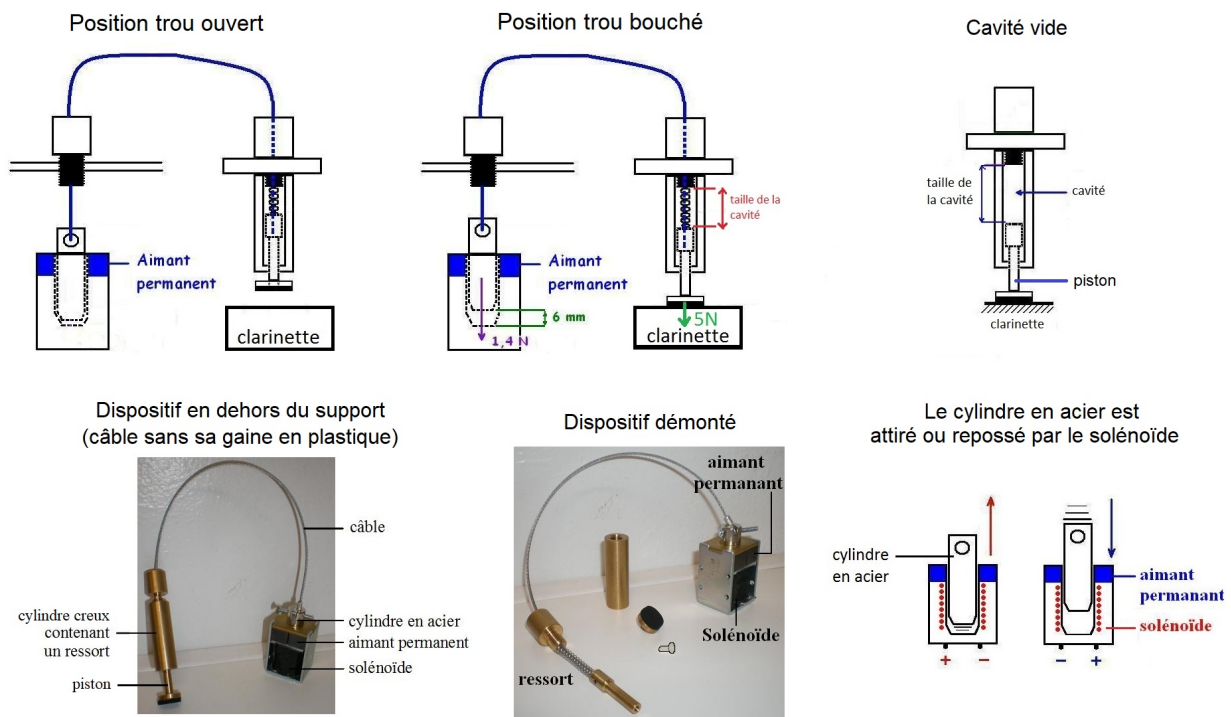 Position trou ouvert
Aimant
permanent
clarinette
Position trou bouché
taille de la
cavité
Aimant
permanent
6 mm
1,4 N
5N
clarinette
Cavité vide
taille de
la cavité
cavité
piston
clarinette
Dispositif en dehors du support
(câble sans sa gaine en plastique)
câble
cylindre creux
contenant
un ressort
piston
cylindre en acier
aimant permanent
solénoïde
Dispositif démonté
aimant
permanant
Solénoïde
ressort
Le cylindre en acier est
attiré ou repossé par le solénoïde
cylindre
en acier
aimant
permanant
solénoïde
+ -
- +